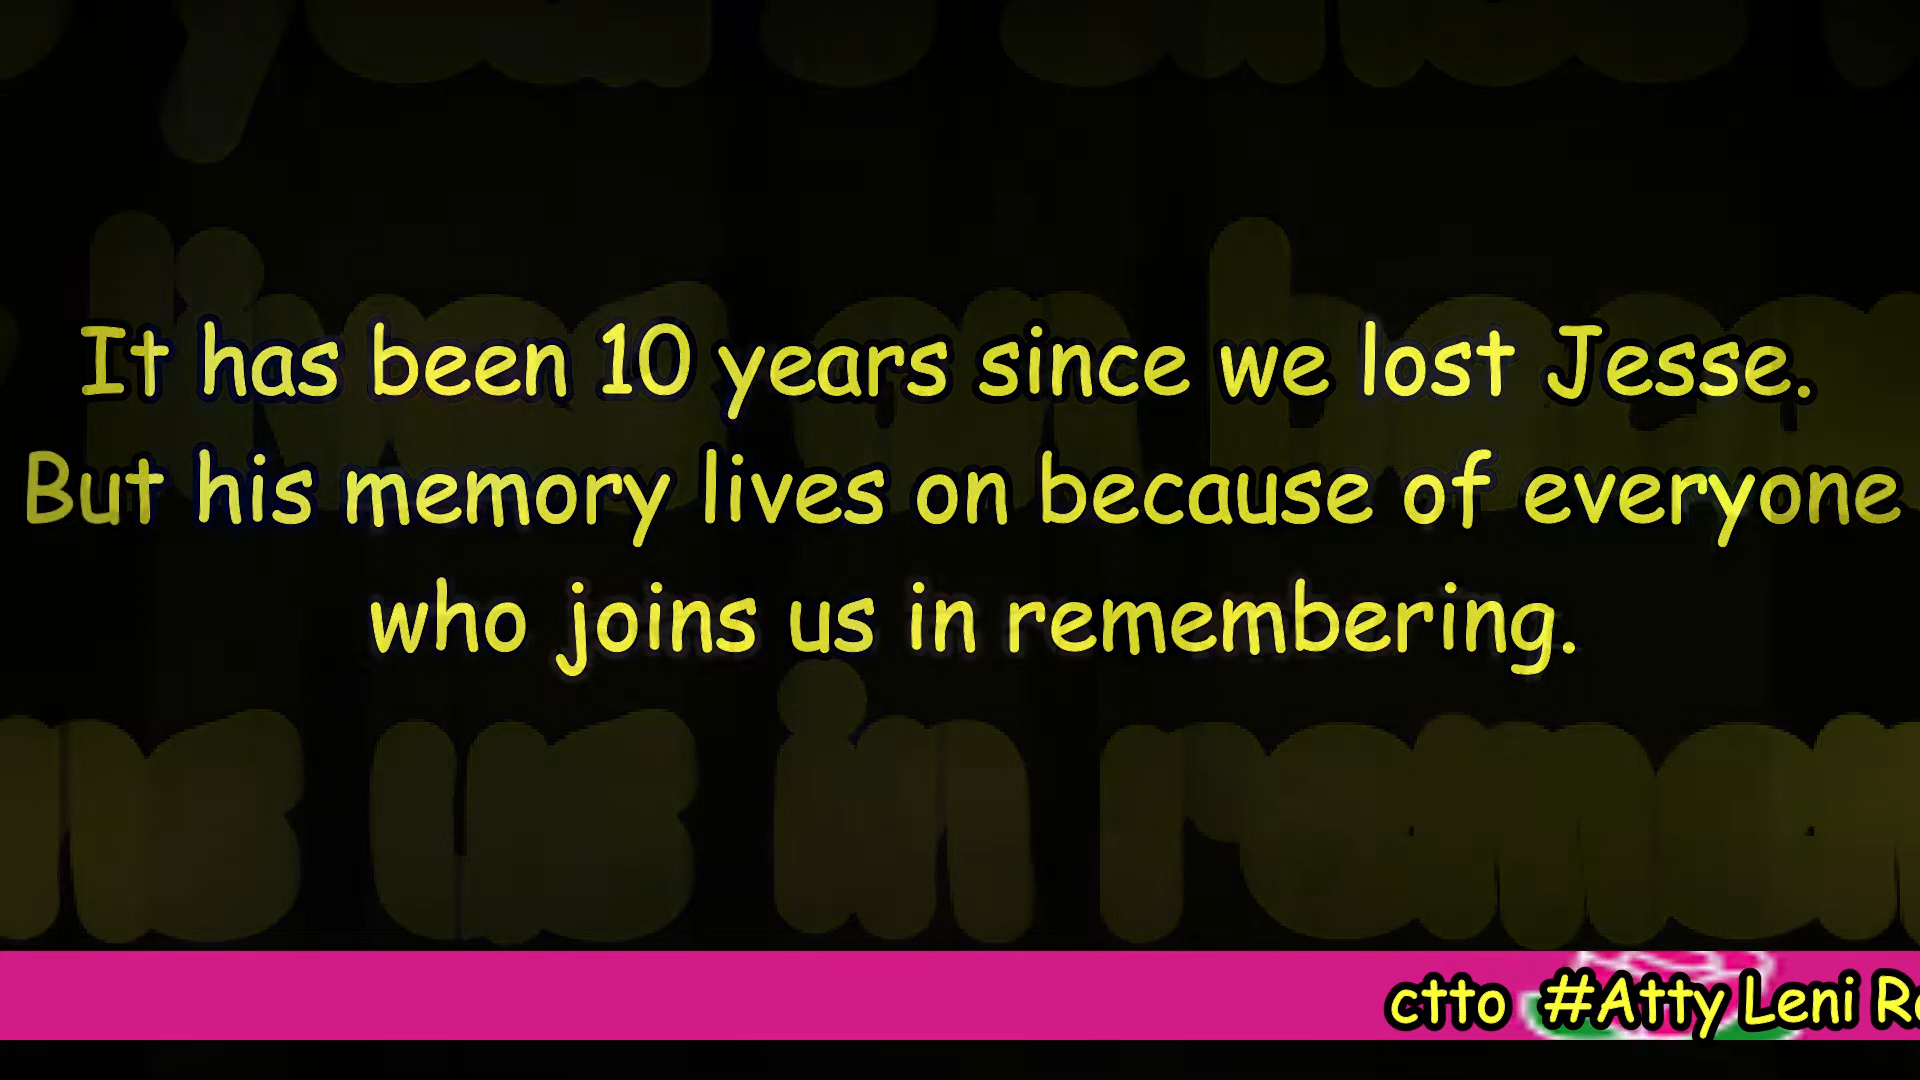 It has been 10 years since we lost Jesse.
But his memory lives on because of everyone
who joins us in remembering.
ctto #Atty Leni